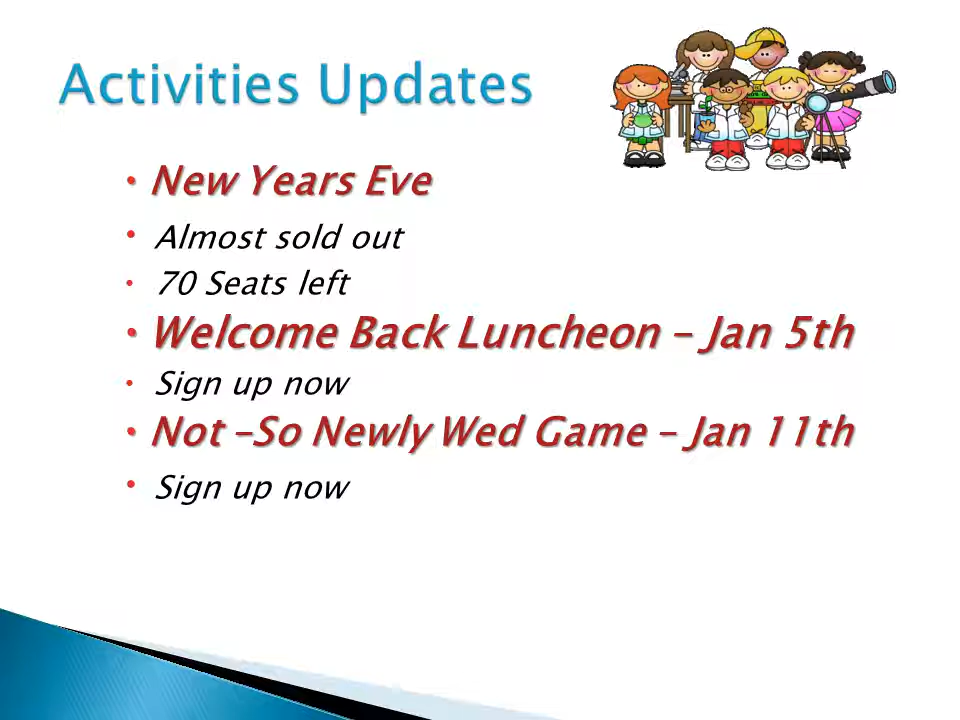 Activities Updates
• New Years Eve
• Almost sold out
• 70 Seats left
• Welcome Back Luncheon – Jan 5th
• Sign up now
• Not –So Newly Wed Game – Jan 11th
• Sign up now